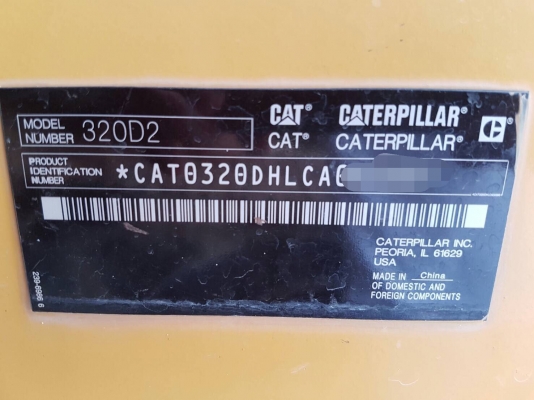 MODEL NUMBER 320D2
CAT® CATERPILLAR®
CAT® CATERPILLAR®
PRODUCT IDENTIFICATION NUMBER
*CAT0320DHLCA
CATERPILLAR INC.
PEORIA, IL 61629
USA
MADE IN China
OF DOMESTIC AND
FOREIGN COMPONENTS